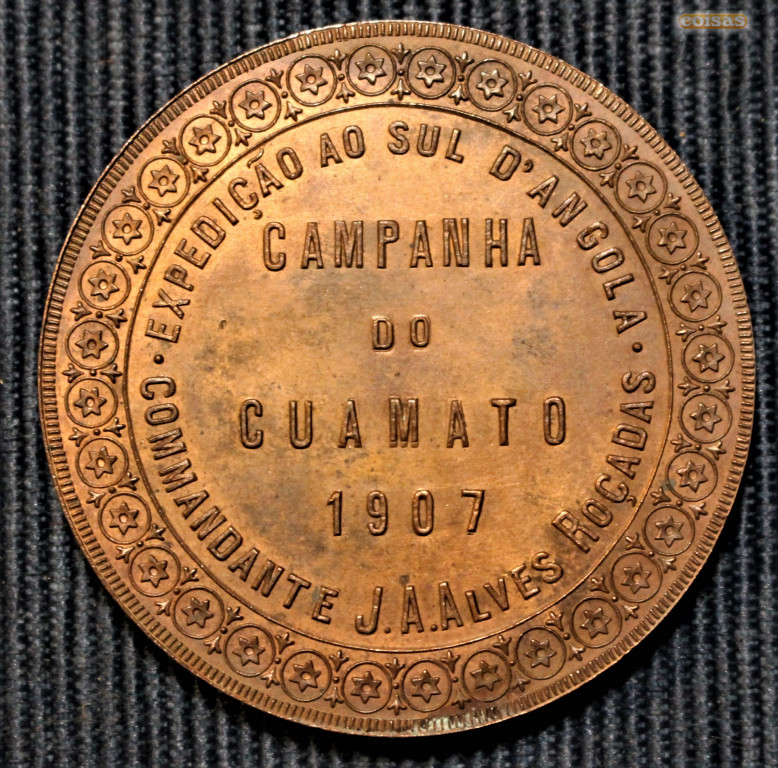 coisas
· EXPEDIÇÃO AO SUL D'ANGOLA ·
CAMPANHA
DO
CUAMATO
1907
COMMANDANTE J.A.ALVES ROÇADAS